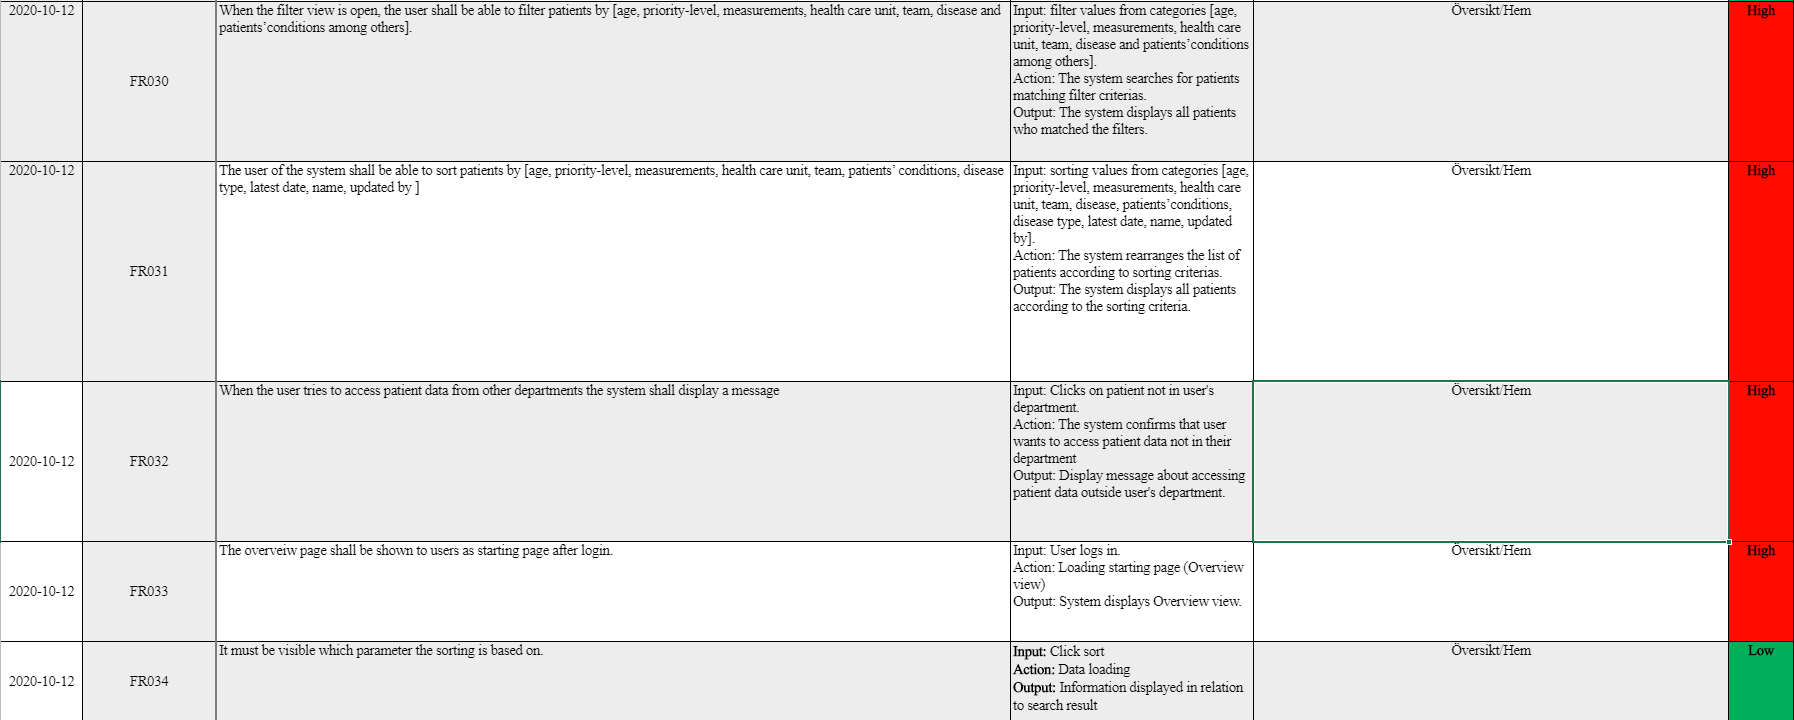 2020-10-12
FR030
When the filter view is open, the user shall be able to filter patients by [age, priority-level, measurements, health care unit, team, disease and
patients’conditions among others].
Input: filter values from categories [age,
priority-level, measurements, health care
unit, team, disease and patients’conditions
among others].
Action: The system searches for patients
matching filter criterias.
Output: The system displays all patients
who matched the filters.
Översikt/Hem
High
2020-10-12
FR031
The user of the system shall be able to sort patients by [age, priority-level, measurements, health care unit, team, patients’ conditions, disease
type, latest date, name, updated by ]
Input: sorting values from categories [age,
priority-level, measurements, health care
unit, team, disease, patients’conditions,
disease type, latest date, name, updated
by].
Action: The system rearranges the list of
patients according to sorting criterias.
Output: The system displays all patients
according to the sorting criteria.
Översikt/Hem
High
2020-10-12
FR032
When the user tries to access patient data from other departments the system shall display a message
Input: Clicks on patient not in user's
department.
Action: The system confirms that user
wants to access patient data not in their
department
Output: Display message about accessing
patient data outside user's department.
Översikt/Hem
High
2020-10-12
FR033
The overveiw page shall be shown to users as starting page after login.
Input: User logs in.
Action: Loading starting page (Overview
view)
Output: System displays Overview view.
Översikt/Hem
High
2020-10-12
FR034
It must be visible which parameter the sorting is based on.
Input: Click sort
Action: Data loading
Output: Information displayed in relation
to search result
Översikt/Hem
Low